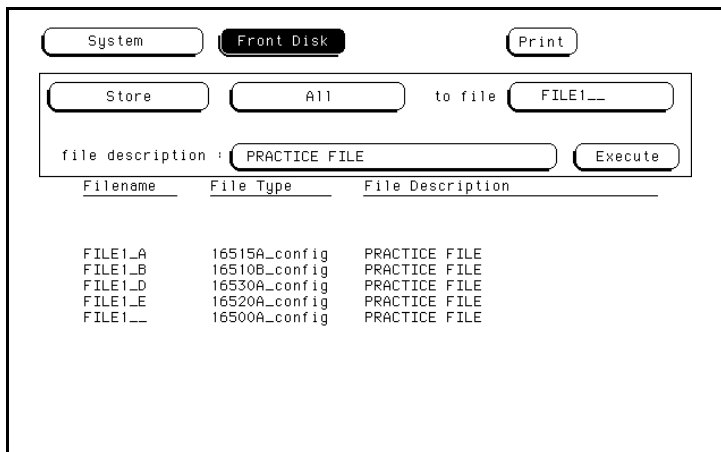 System Front Disk Print
Store All to file FILE1__
file description : PRACTICE FILE Execute
Filename File Type File Description
FILE1_A 16515A_config PRACTICE FILE
FILE1_B 16510B_config PRACTICE FILE
FILE1_D 16530A_config PRACTICE FILE
FILE1_E 16520A_config PRACTICE FILE
FILE1__ 16500A_config PRACTICE FILE